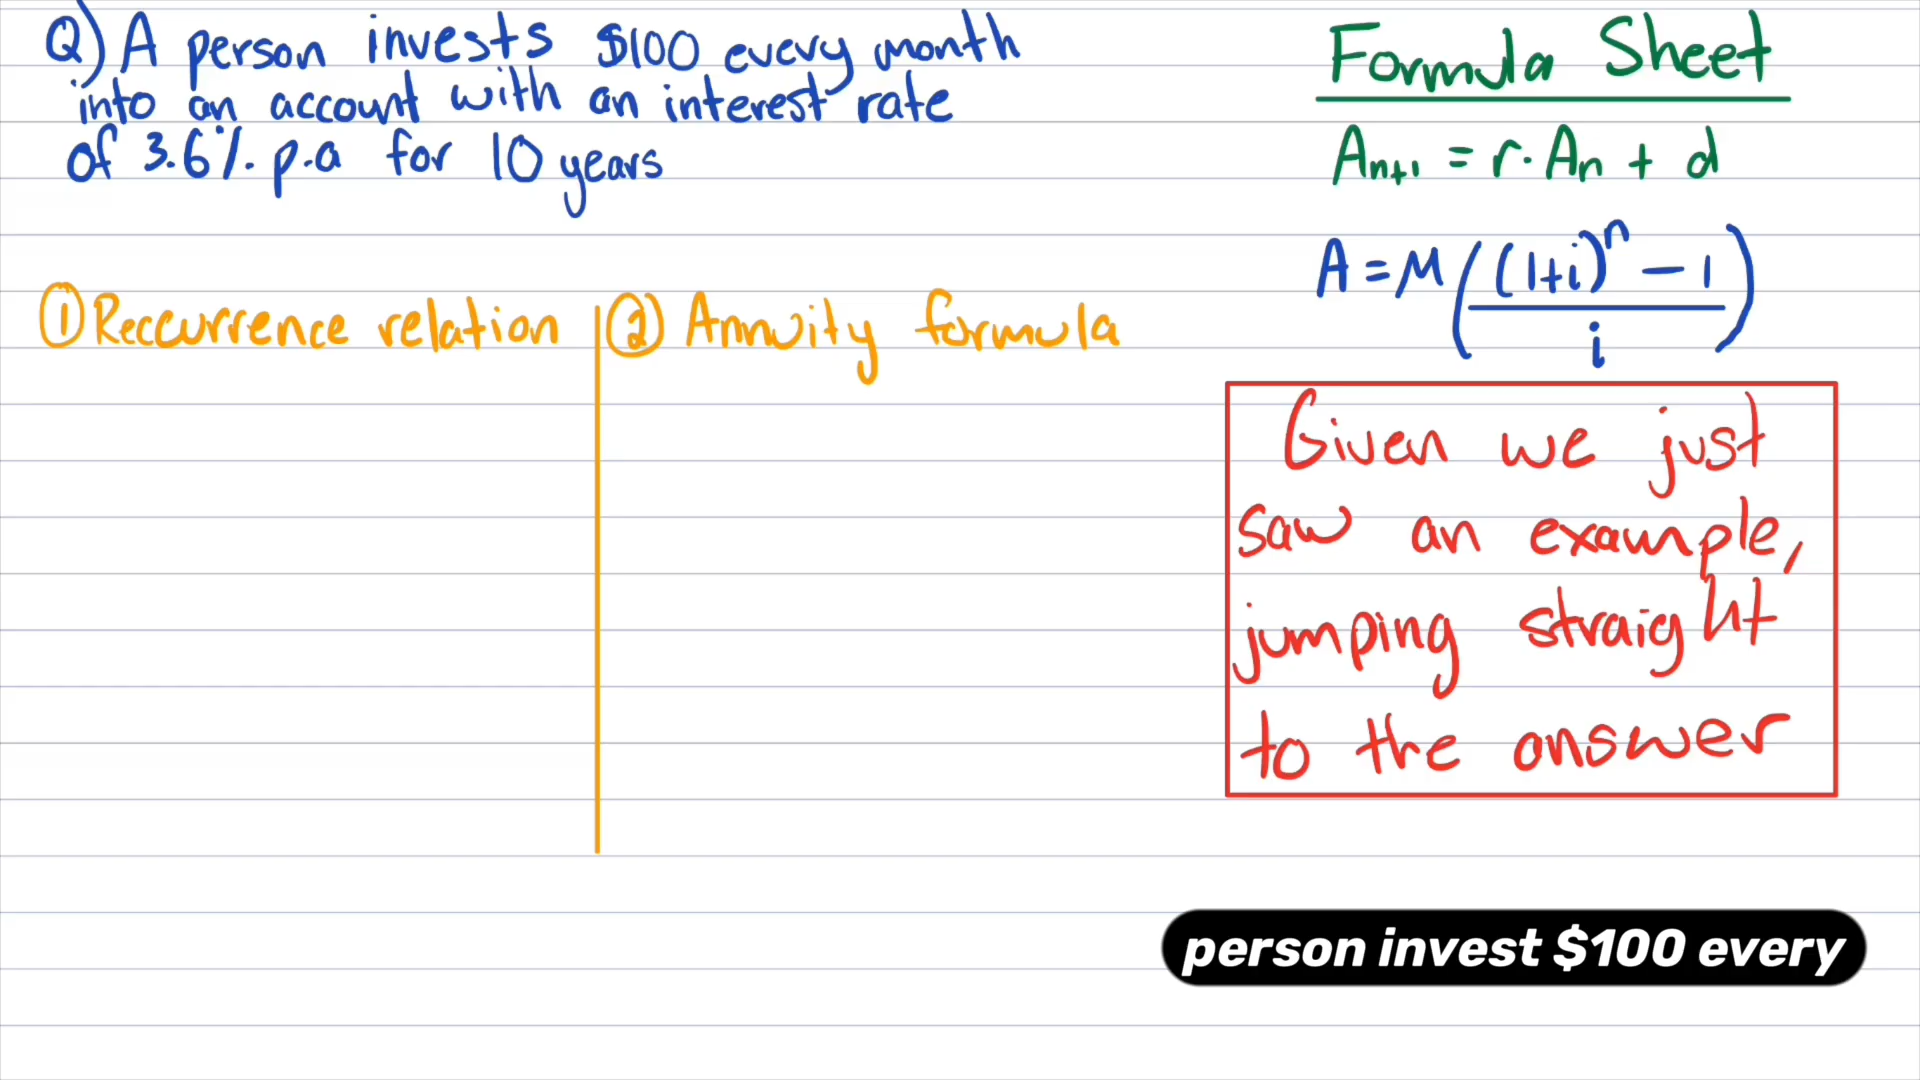 Q) A person invests $100 every month
into an account with an interest rate
of 3.6%. p.a for 10 years
① Reccurrence relation
② Annuity formula
Formula Sheet
Aₙ₊₁ = r·Aₙ + d
A = M( ((1+i)ⁿ - 1) / i )
Given we just
saw an example,
jumping straight
to the answer
person invest $100 every